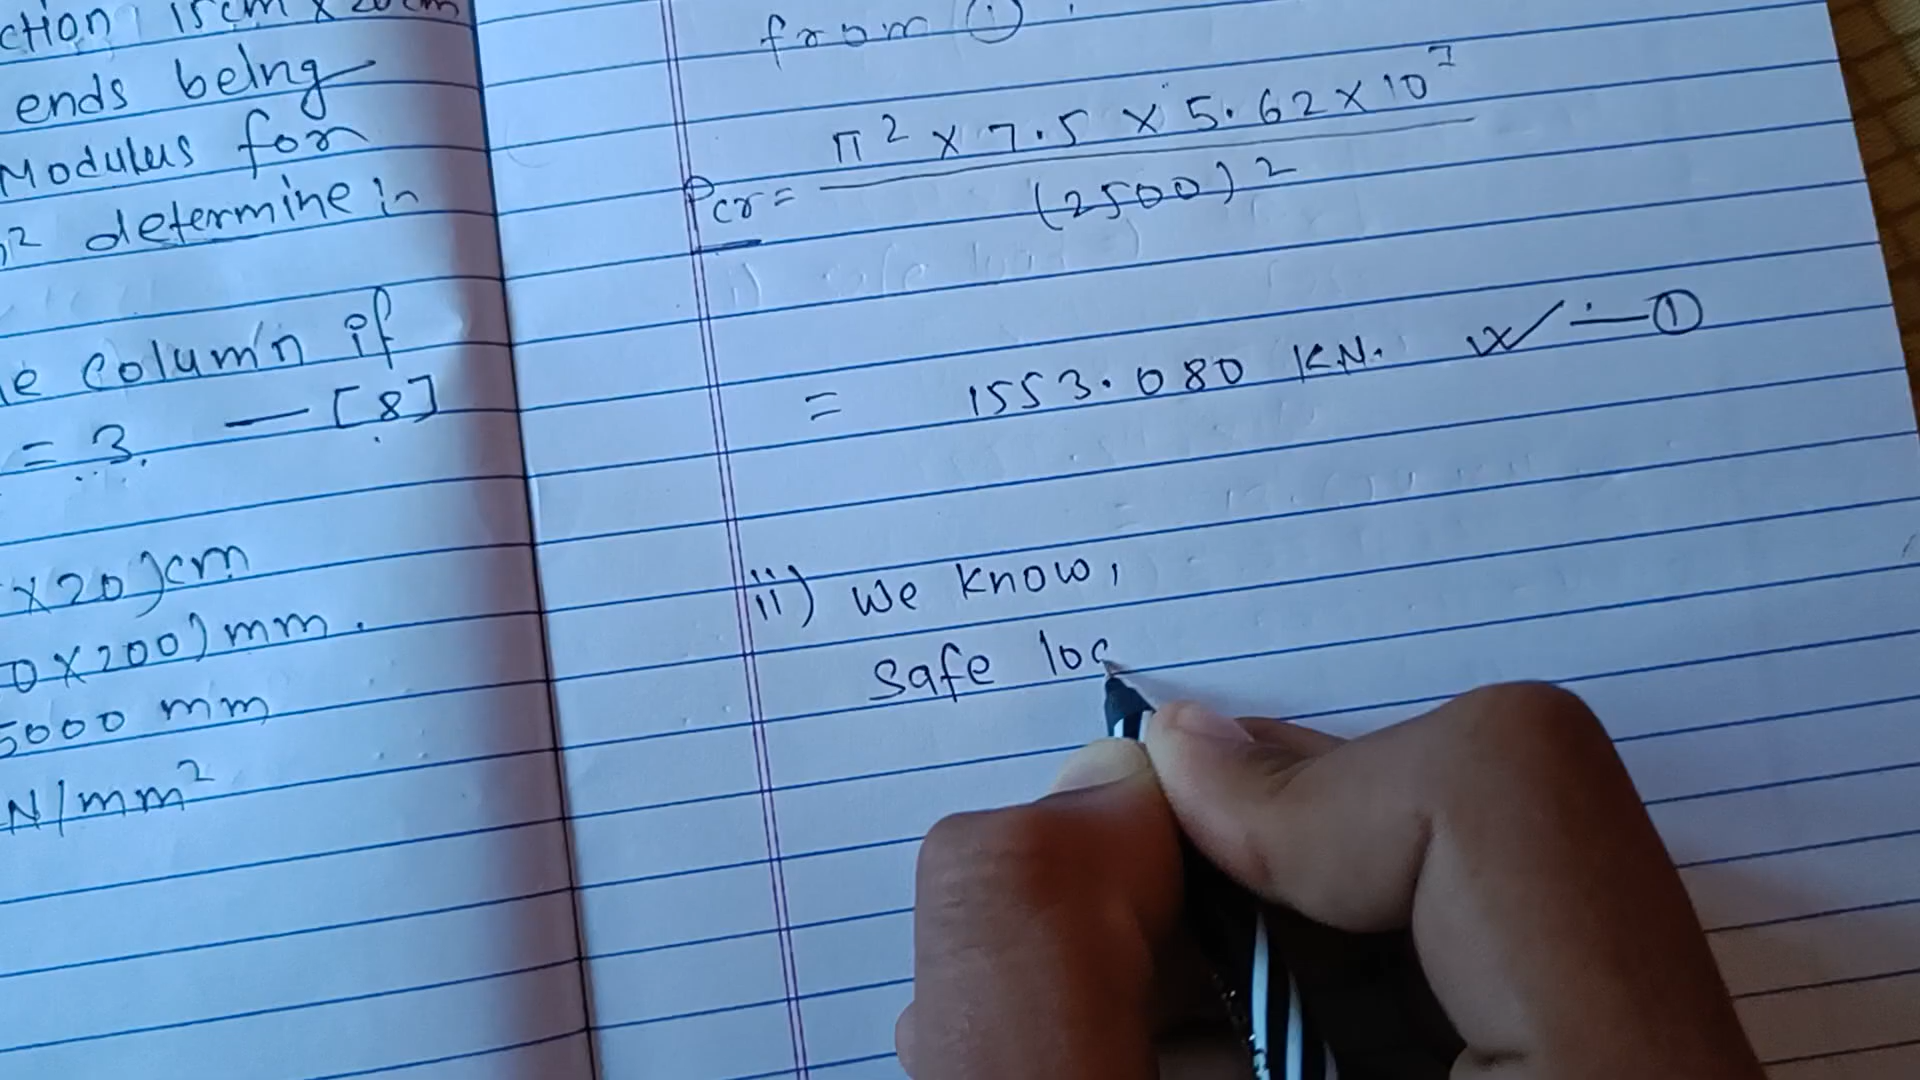 ction 15cm x 20cm
ends being
Modulus for
determine in
column if
= 3. — [8]
x20)cm
0x200)mm.
5000 mm
N/mm²
from ①
Pcr = π² x 7.5 x 5.62 x 10⁷
(2500)²
= 1553.080 KN. — ①
ii) we know,
safe loa